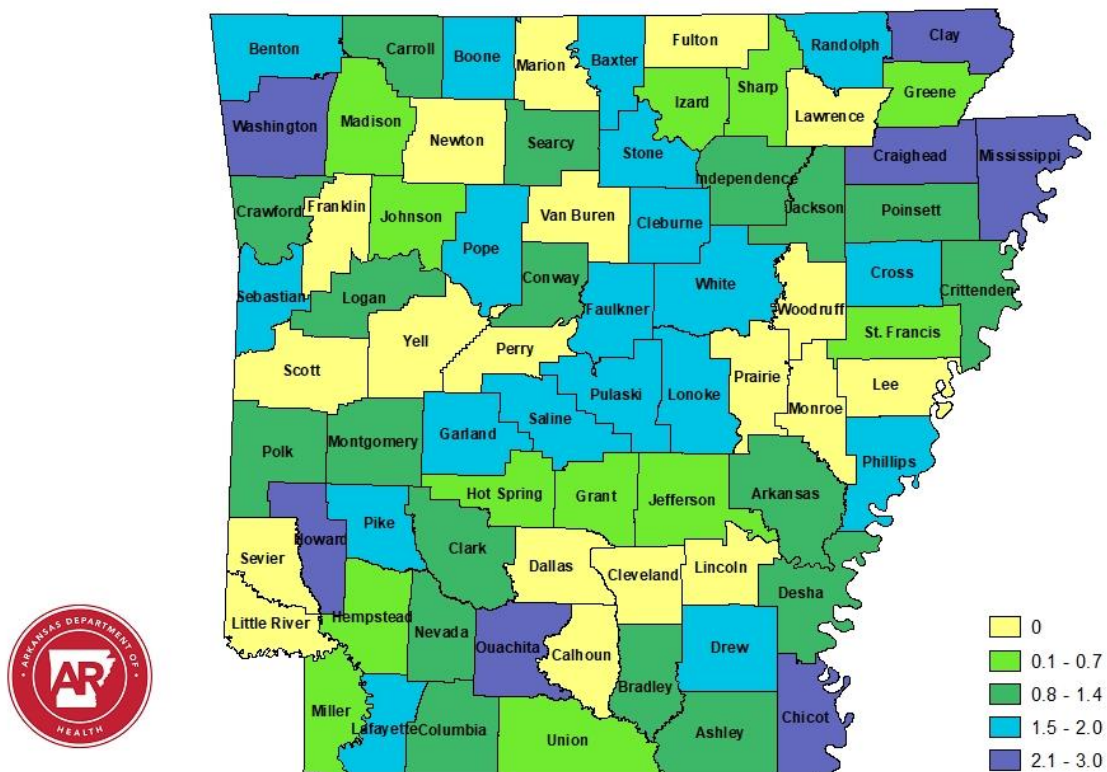 Benton
Carroll
Boone
Marion
Baxter
Fulton
Randolph
Clay
Washington
Madison
Newton
Searcy
Stone
Izard
Sharp
Lawrence
Greene
Craighead
Mississippi
Crawford
Franklin
Johnson
Pope
Van Buren
Cleburne
Independence
Jackson
Poinsett
Sebastian
Logan
Conway
Faulkner
White
Woodruff
Cross
Crittenden
St. Francis
Scott
Yell
Perry
Pulaski
Lonoke
Prairie
Monroe
Lee
Polk
Montgomery
Garland
Saline
Phillips
Hot Spring
Grant
Jefferson
Arkansas
Sevier
Howard
Pike
Clark
Dallas
Cleveland
Lincoln
Desha
Little River
Hempstead
Nevada
Ouachita
Calhoun
Bradley
Drew
Chicot
Miller
Lafayette
Columbia
Union
Ashley
ARKANSAS DEPARTMENT OF
AR
HEALTH
0
0.1 - 0.7
0.8 - 1.4
1.5 - 2.0
2.1 - 3.0